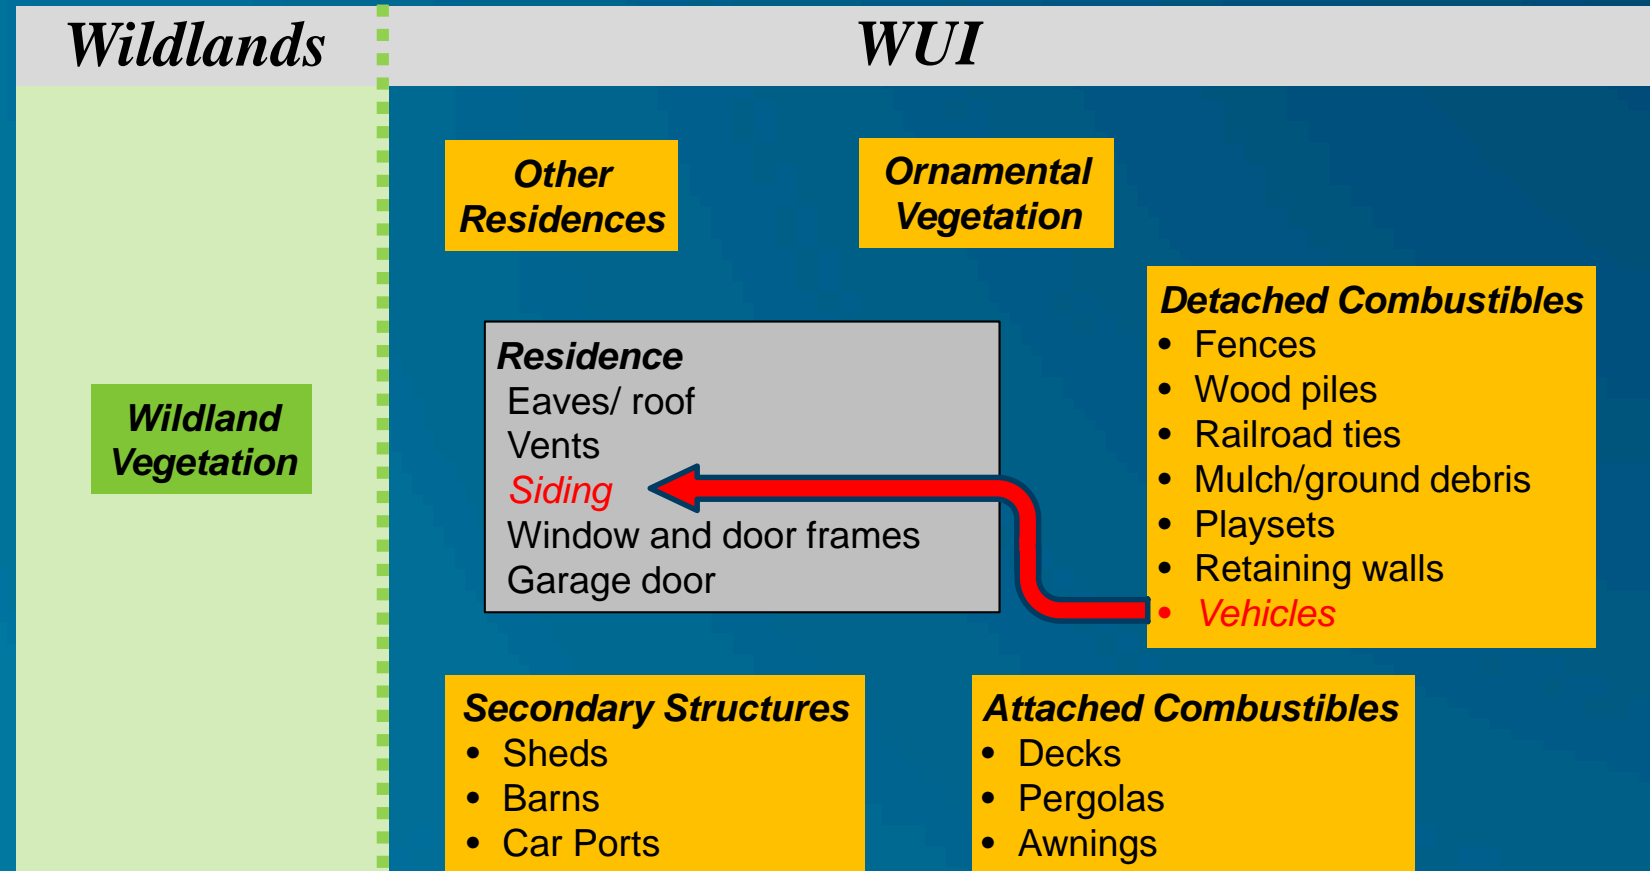 Wildlands
WUI
Other
Residences
Ornamental
Vegetation
Wildland
Vegetation
Residence
Eaves/ roof
Vents
Siding
Window and door frames
Garage door
Detached Combustibles
• Fences
• Wood piles
• Railroad ties
• Mulch/ground debris
• Playsets
• Retaining walls
• Vehicles
Secondary Structures
• Sheds
• Barns
• Car Ports
Attached Combustibles
• Decks
• Pergolas
• Awnings